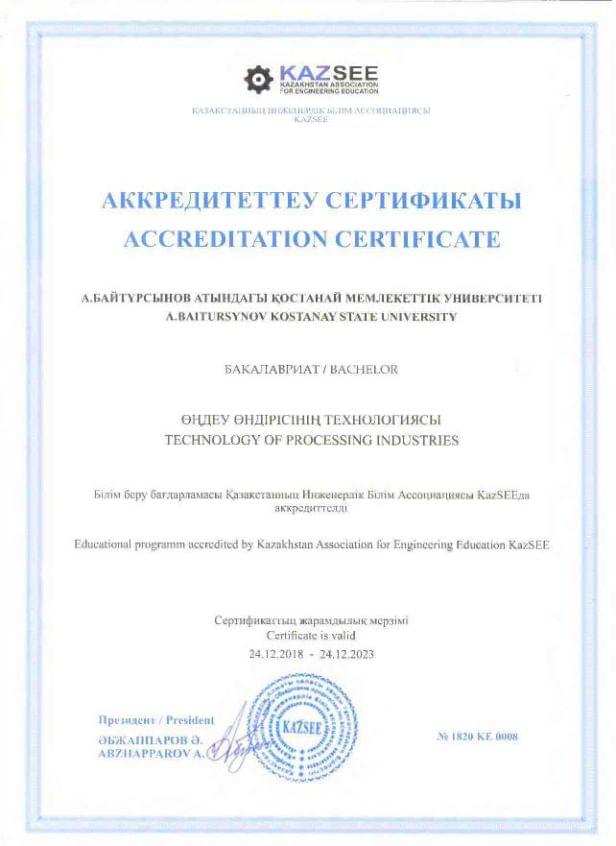 KAZSEE
KAZAKHSTAN ASSOCIATION
FOR ENGINEERING EDUCATION
ҚАЗАҚСТАННЫҢ ИНЖЕНЕРЛІК БІЛІМ АССОЦИАЦИЯСЫ
KAZSEE
АККРЕДИТЕТТЕУ СЕРТИФИКАТЫ
ACCREDITATION CERTIFICATE
А.БАЙТҰРСЫНОВ АТЫНДАҒЫ ҚОСТАНАЙ МЕМЛЕКЕТТІК УНИВЕРСИТЕТІ
A.BAITURSYNOV KOSTANAY STATE UNIVERSITY
БАКАЛАВРИАТ / BACHELOR
ӨҢДЕУ ӨНДІРІСІНІҢ ТЕХНОЛОГИЯСЫ
TECHNOLOGY OF PROCESSING INDUSTRIES
Білім беру бағдарламасы Қазақстанның Инженерлік Білім Ассоциациясы KazSEEда
аккредиттелді
Educational programm accredited by Kazakhstan Association for Engineering Education KazSEE
Сертификаттың жарамдылық мерзімі
Certificate is valid
24.12.2018 - 24.12.2023
Президент / President
ӘБЖАППАРОВ Ә.
ABZHAPPAROV A.
KAZSEE
№ 1820 KE 0008